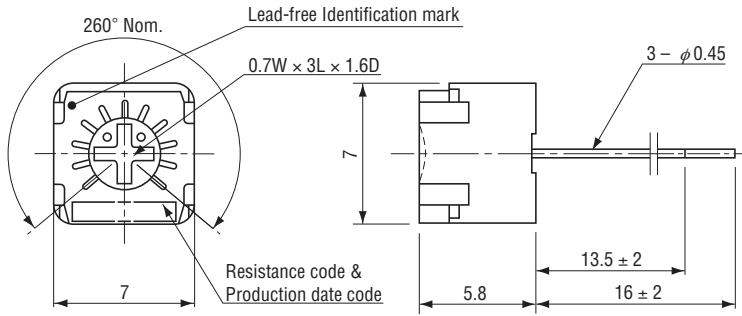 Lead-free Identification mark
260° Nom.
0.7W × 3L × 1.6D
3 – φ0.45
7
13.5 ± 2
Resistance code &
Production date code
7
5.8
16 ± 2